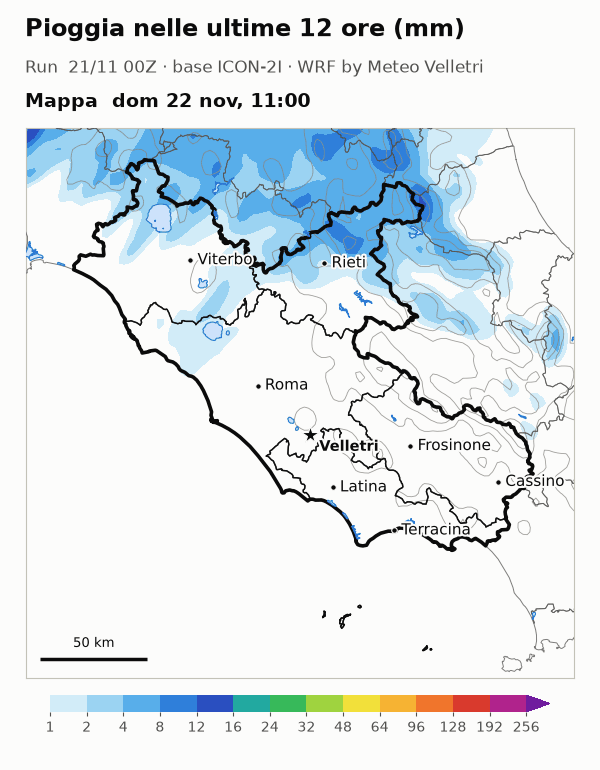 Pioggia nelle ultime 12 ore (mm)
Run 21/11 00Z · base ICON-2I · WRF by Meteo Velletri
Mappa dom 22 nov, 11:00
Viterbo
Rieti
Roma
Velletri
Frosinone
Latina
Cassino
Terracina
50 km
1 2 4 8 12 16 24 32 48 64 96 128 192 256